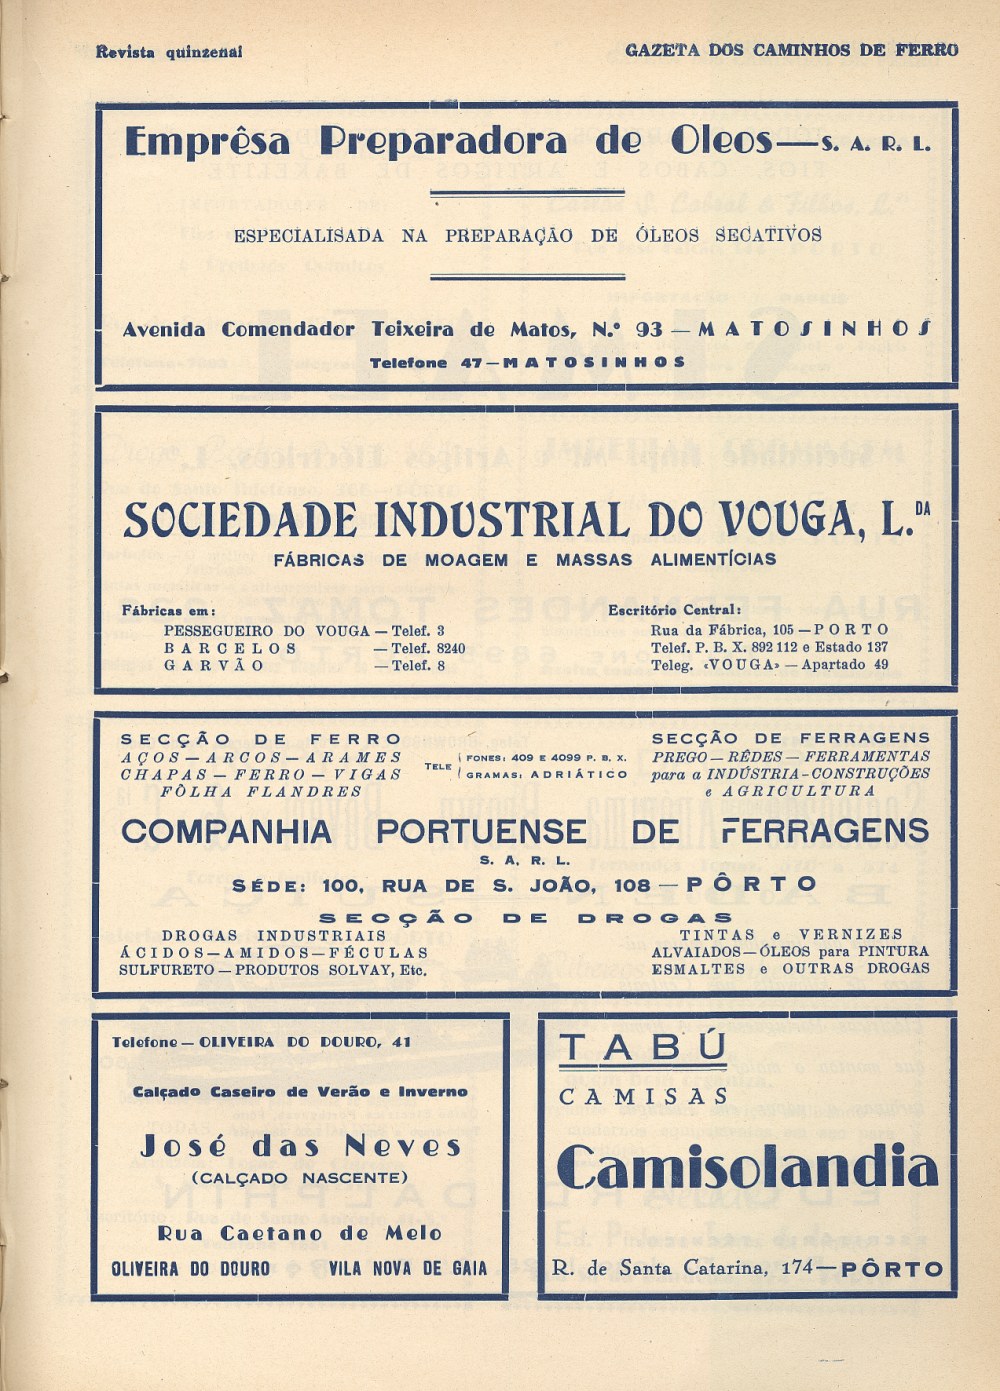 Revista quinzenal
GAZETA DOS CAMINHOS DE FERRO
Emprêsa Preparadora de Oleos — S. A. R. L.
ESPECIALISADA NA PREPARAÇÃO DE ÓLEOS SECATIVOS
Avenida Comendador Teixeira de Matos, N.º 93 — MATOSINHOS
Telefone 47 — MATOSINHOS
SOCIEDADE INDUSTRIAL DO VOUGA, L.DA
FÁBRICAS DE MOAGEM E MASSAS ALIMENTÍCIAS
Fábricas em:
PESSEGUEIRO DO VOUGA — Telef. 3
BARCELOS — Telef. 8240
GARVÃO — Telef. 8
Escritório Central:
Rua da Fábrica, 105 — PORTO
Telef. P. B. X. 892 112 e Estado 137
Teleg. «VOUGA» — Apartado 49
SECÇÃO DE FERRO
AÇOS — ARCOS — ARAMES
CHAPAS — FERRO — VIGAS
FÔLHA FLANDRES
TELE
FONES: 409 E 4099 P. B. X.
GRAMAS: ADRIÁTICO
SECÇÃO DE FERRAGENS
PREGO — RÊDES — FERRAMENTAS
para a INDÚSTRIA - CONSTRUÇÕES
e AGRICULTURA
COMPANHIA PORTUENSE DE FERRAGENS
S. A. R. L.
SÉDE: 100, RUA DE S. JOÃO, 108 — PÔRTO
SECÇÃO DE DROGAS
DROGAS INDUSTRIAIS
ÁCIDOS — AMIDOS — FÉCULAS
SULFURETO — PRODUTOS SOLVAY, Etc.
TINTAS e VERNIZES
ALVAIADOS — ÓLEOS para PINTURA
ESMALTES e OUTRAS DROGAS
Telefone — OLIVEIRA DO DOURO, 41
Calçado Caseiro de Verão e Inverno
José das Neves
(CALÇADO NASCENTE)
Rua Caetano de Melo
OLIVEIRA DO DOURO VILA NOVA DE GAIA
TABÚ
CAMISAS
Camisolandia
R. de Santa Catarina, 174 — PÔRTO